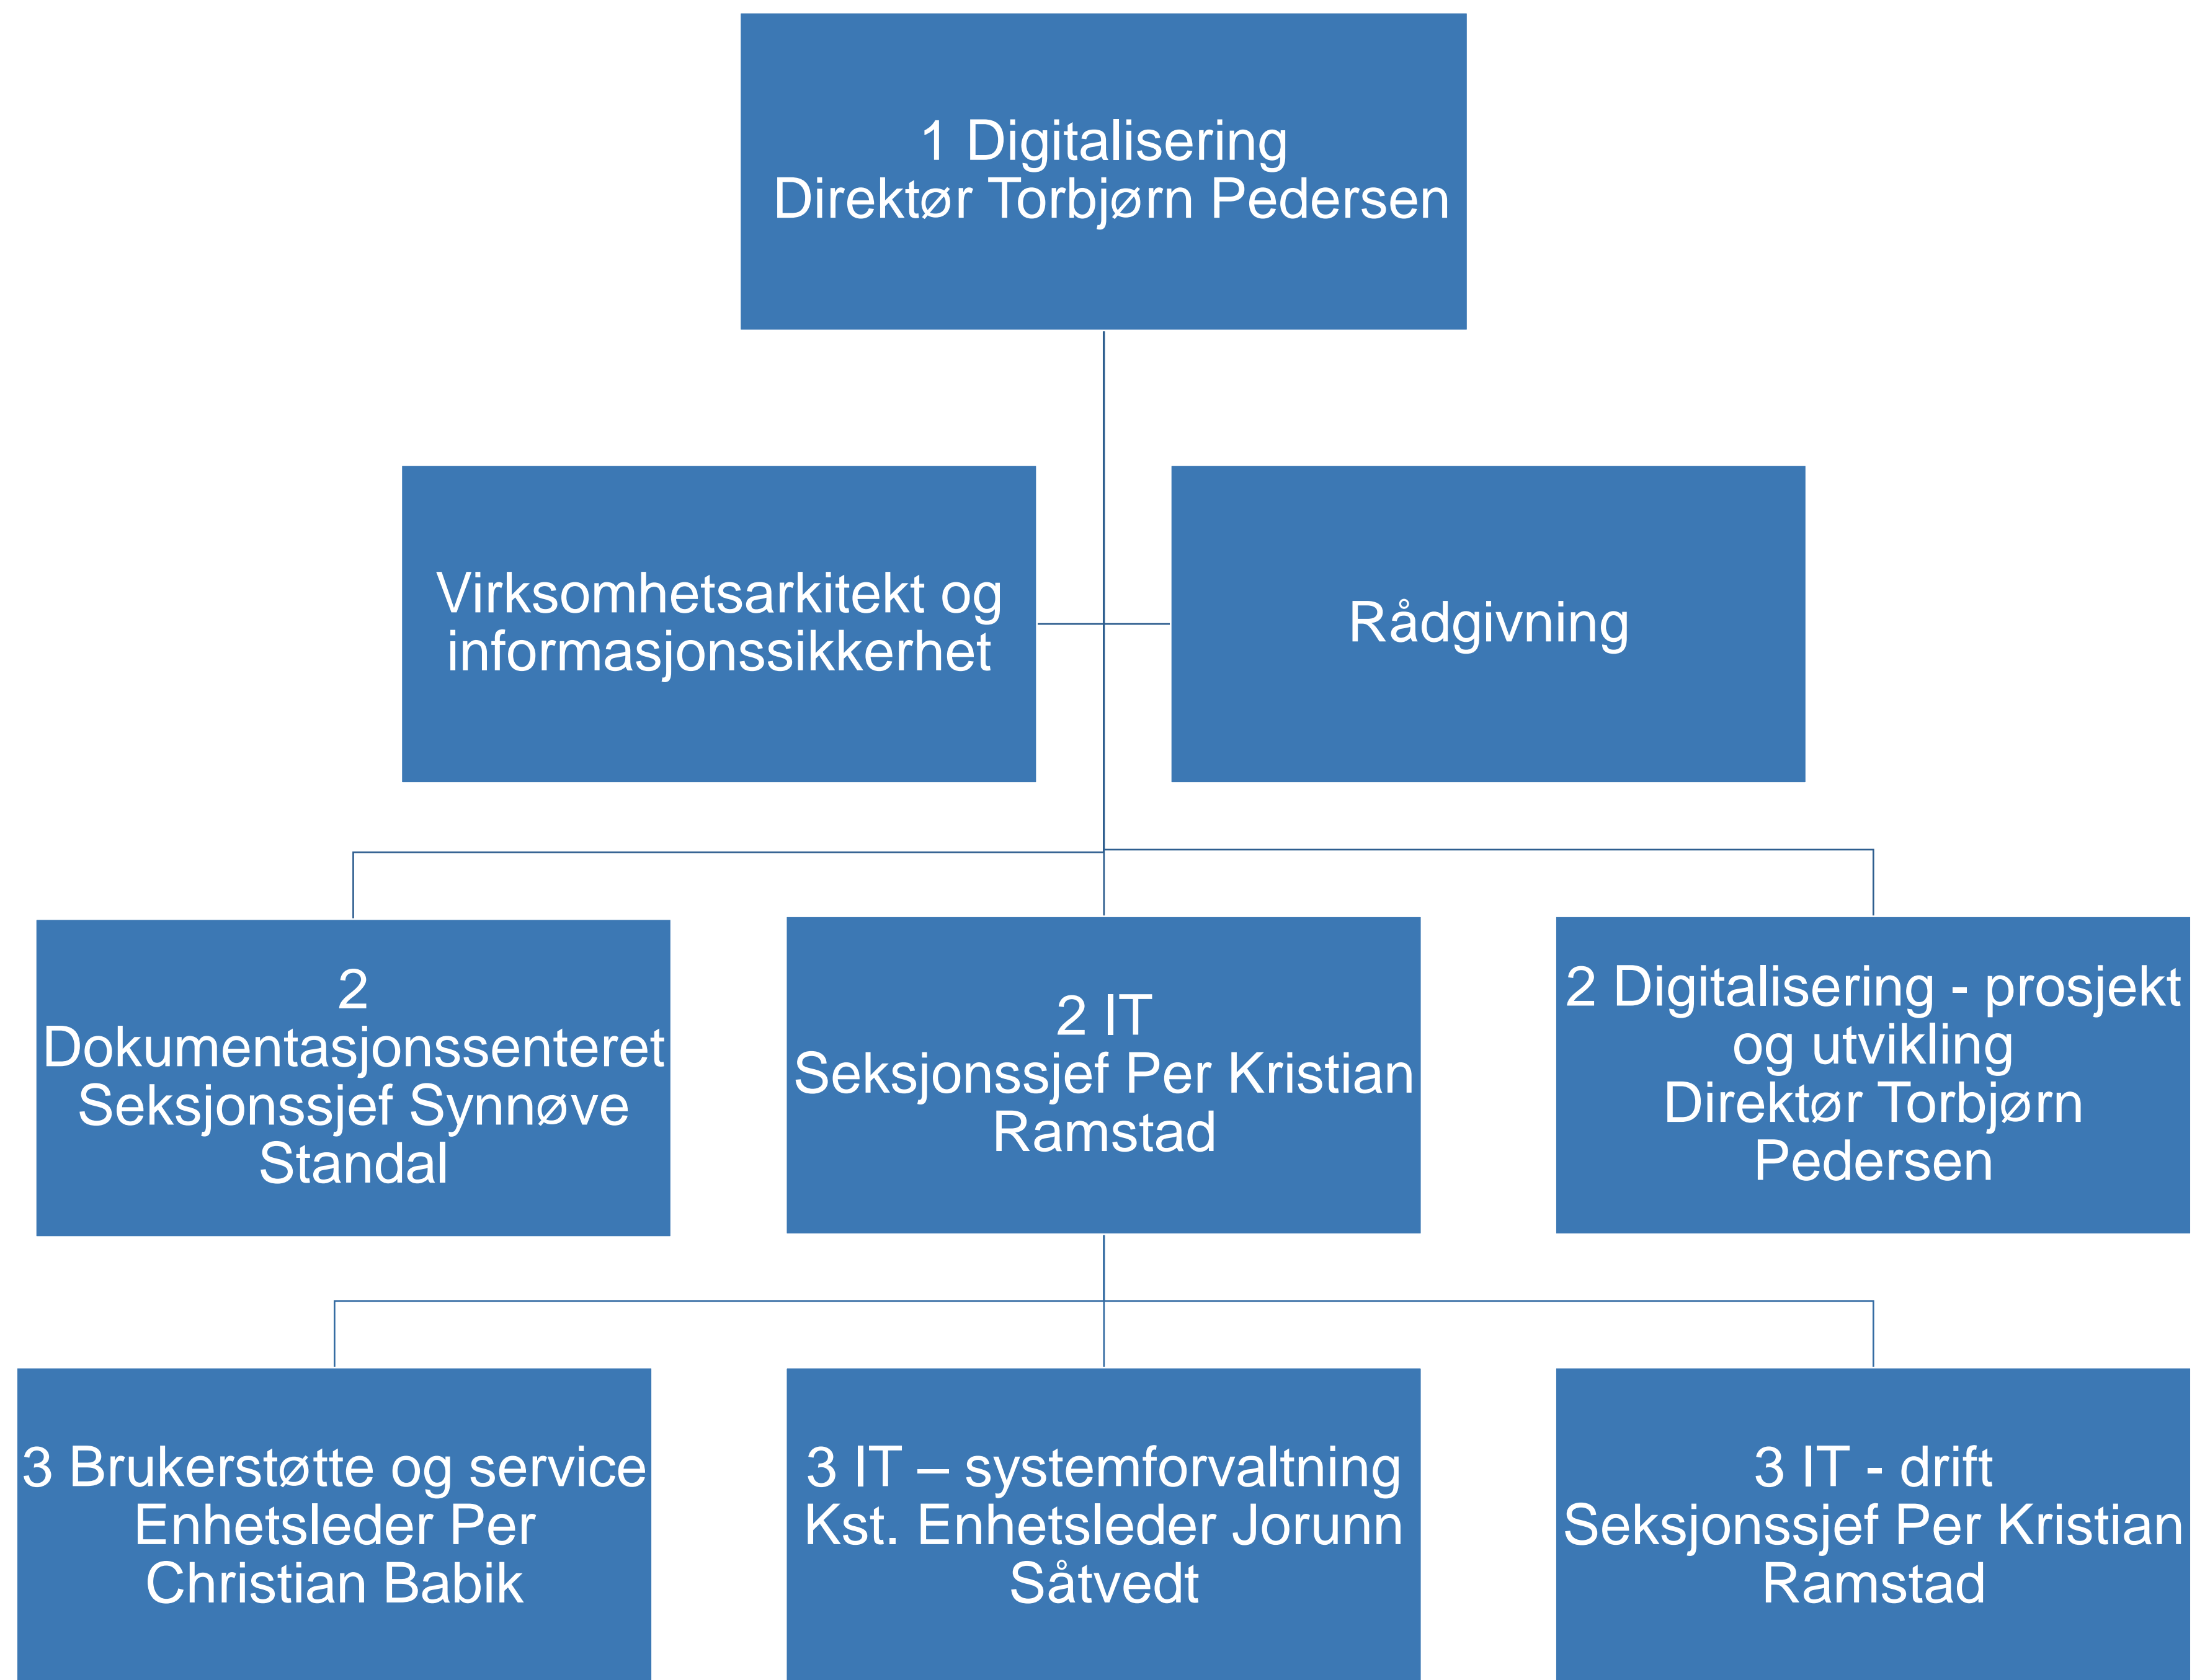 1 Digitalisering
Direktør Torbjørn Pedersen
Virksomhetsarkitekt og
informasjonssikkerhet
Rådgivning
2
Dokumentasjonssenteret
Seksjonssjef Synnøve
Standal
2 IT
Seksjonssjef Per Kristian
Ramstad
2 Digitalisering - prosjekt
og utvikling
Direktør Torbjørn
Pedersen
3 Brukerstøtte og service
Enhetsleder Per
Christian Babik
3 IT – systemforvaltning
Kst. Enhetsleder Jorunn
Såtvedt
3 IT - drift
Seksjonssjef Per Kristian
Ramstad